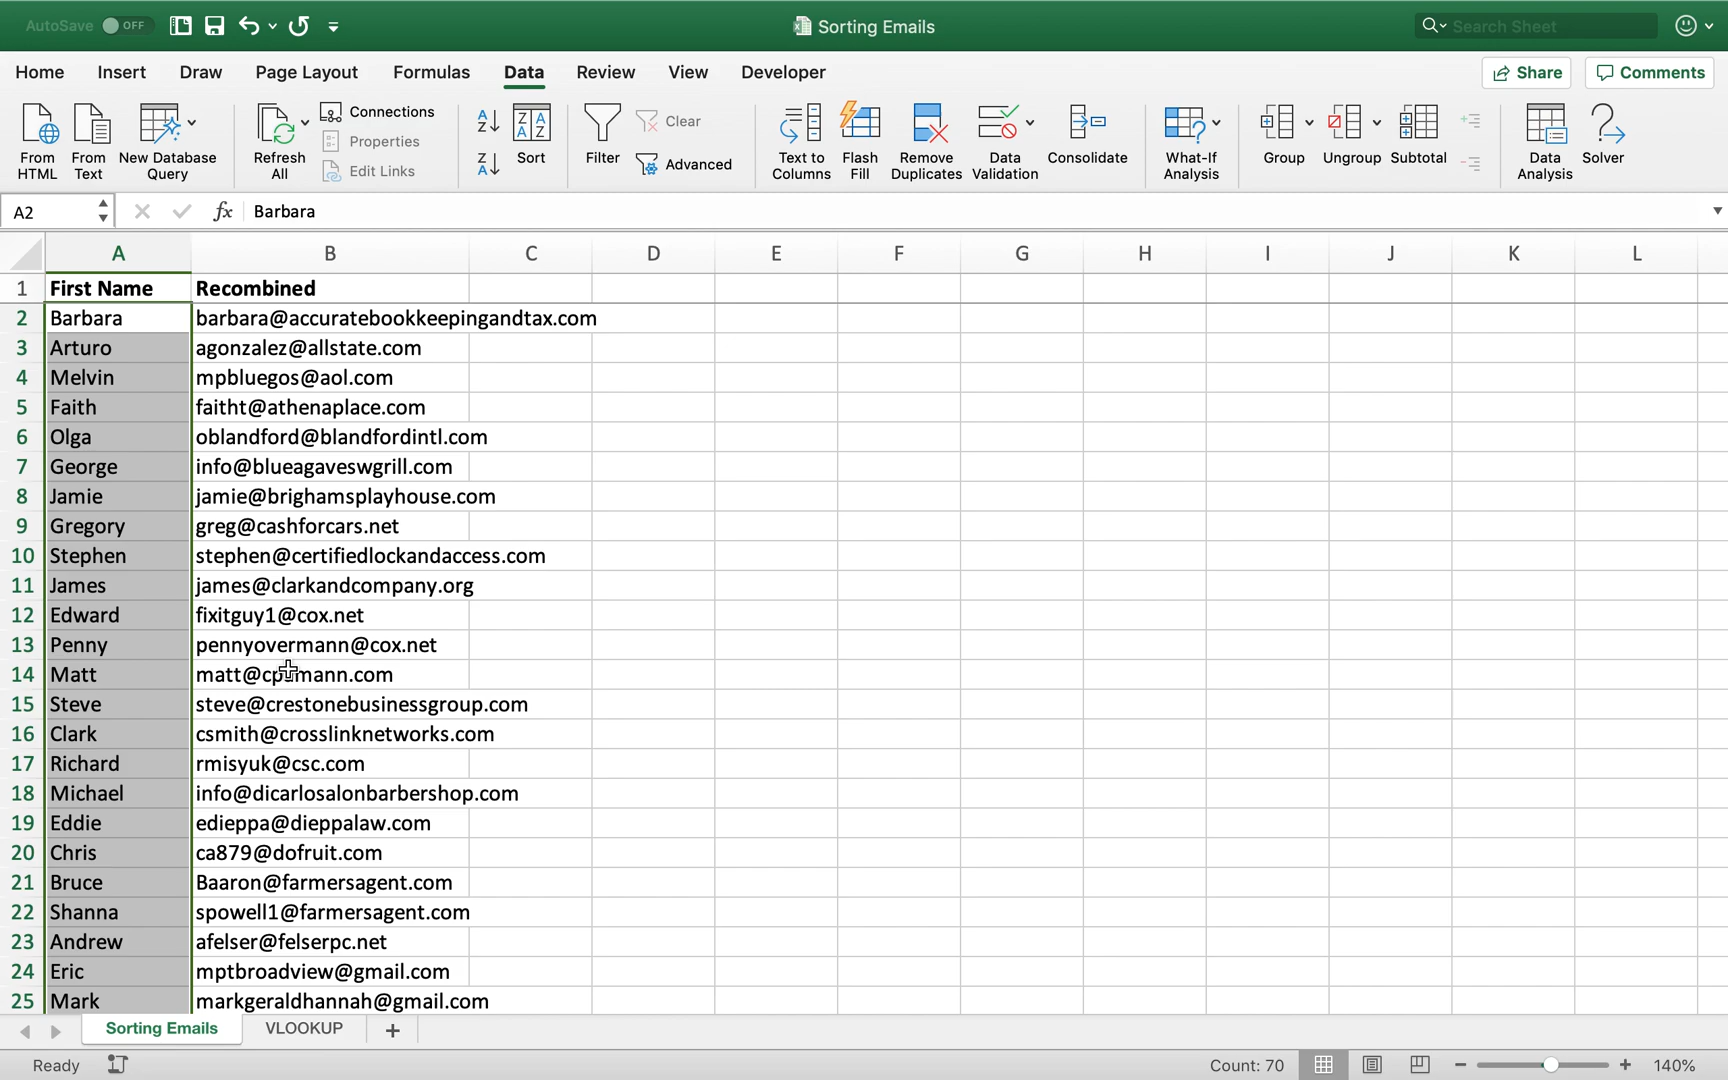 AutoSave OFF
Sorting Emails
Search Sheet
Home Insert Draw Page Layout Formulas Data Review View Developer
Share Comments
From HTML
From Text
New Database Query
Refresh All
Connections
Properties
Edit Links
A Z
Z A
Z A A Z
Sort
Filter
Clear
Advanced
Text to Columns
Flash Fill
Remove Duplicates
Data Validation
Consolidate
What-If Analysis
Group
Ungroup
Subtotal
Data Analysis
Solver
A2 fx Barbara
A B C D E F G H I J K L
1 First Name Recombined
2 Barbara barbara@accuratebookkeepingandtax.com
3 Arturo agonzalez@allstate.com
4 Melvin mpbluegos@aol.com
5 Faith faitht@athenaplace.com
6 Olga oblandford@blandfordintl.com
7 George info@blueagaveswgrill.com
8 Jamie jamie@brighamsplayhouse.com
9 Gregory greg@cashforcars.net
10 Stephen stephen@certifiedlockandaccess.com
11 James james@clarkandcompany.org
12 Edward fixitguy1@cox.net
13 Penny pennyovermann@cox.net
14 Matt
15 Steve steve@crestonebusinessgroup.com
16 Clark csmith@crosslinknetworks.com
17 Richard rmisyuk@csc.com
18 Michael info@dicarlosalonbarbershop.com
19 Eddie edieppa@dieppalaw.com
20 Chris ca879@dofruit.com
21 Bruce Baaron@farmersagent.com
22 Shanna spowell1@farmersagent.com
23 Andrew afelser@felserpc.net
24 Eric mptbroadview@gmail.com
25 Mark markgeraldhannah@gmail.com
Sorting Emails VLOOKUP
Ready Count: 70 140%